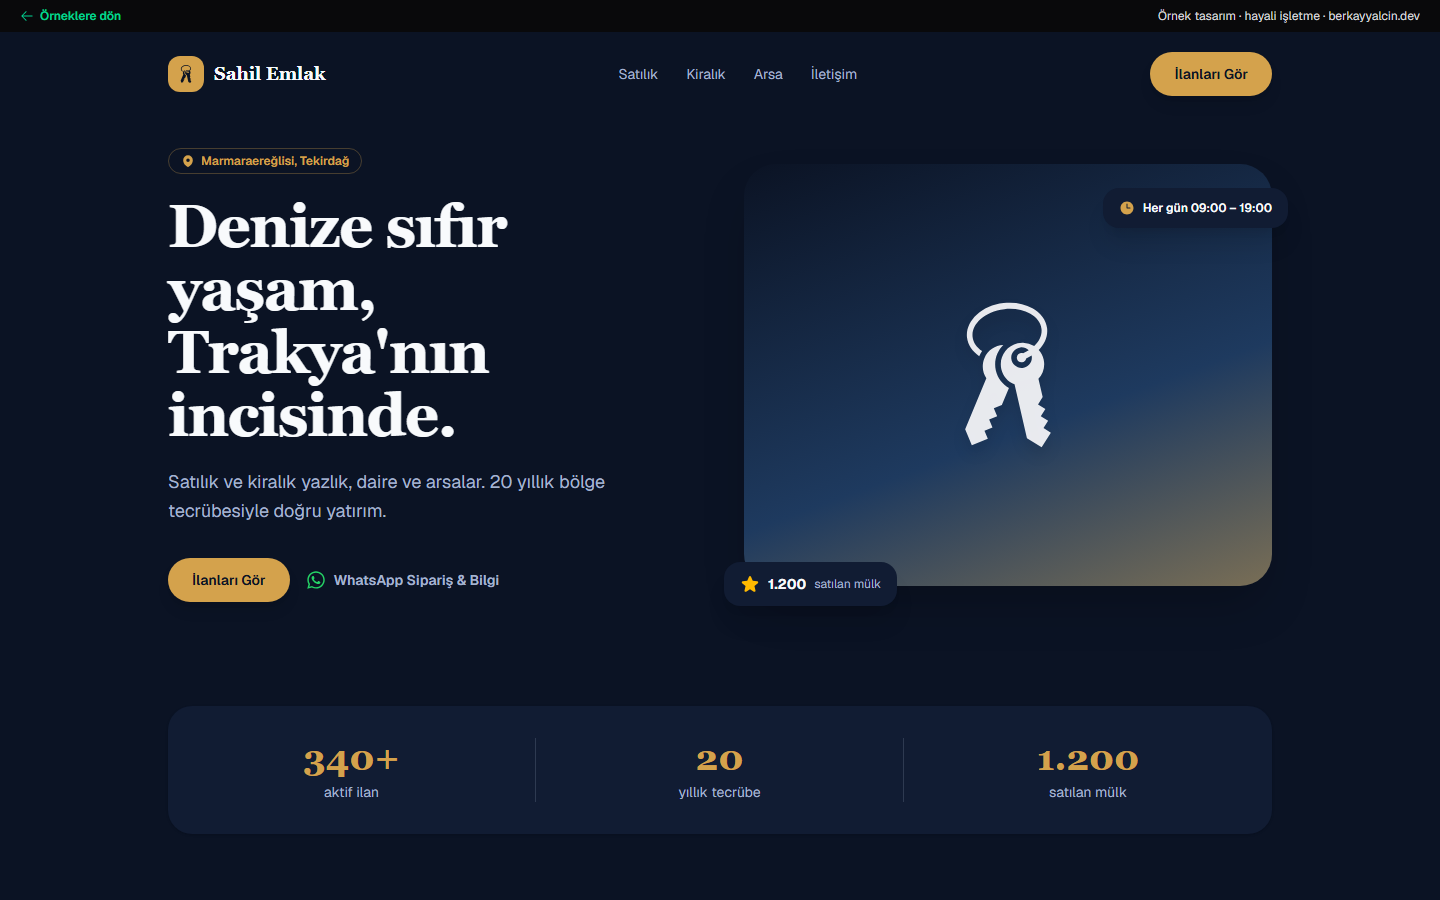 Örneklere dön
Örnek tasarım · hayali işletme · berkayyalcin.dev
Sahil Emlak
Satılık
Kiralık
Arsa
İletişim
İlanları Gör
Marmaraereğlisi, Tekirdağ
Denize sıfır
yaşam,
Trakya'nın
incisinde.
Satılık ve kiralık yazlık, daire ve arsalar. 20 yıllık bölge
tecrübesiyle doğru yatırım.
İlanları Gör
WhatsApp Sipariş & Bilgi
Her gün 09:00 – 19:00
1.200 satılan mülk
340+
aktif ilan
20
yıllık tecrübe
1.200
satılan mülk